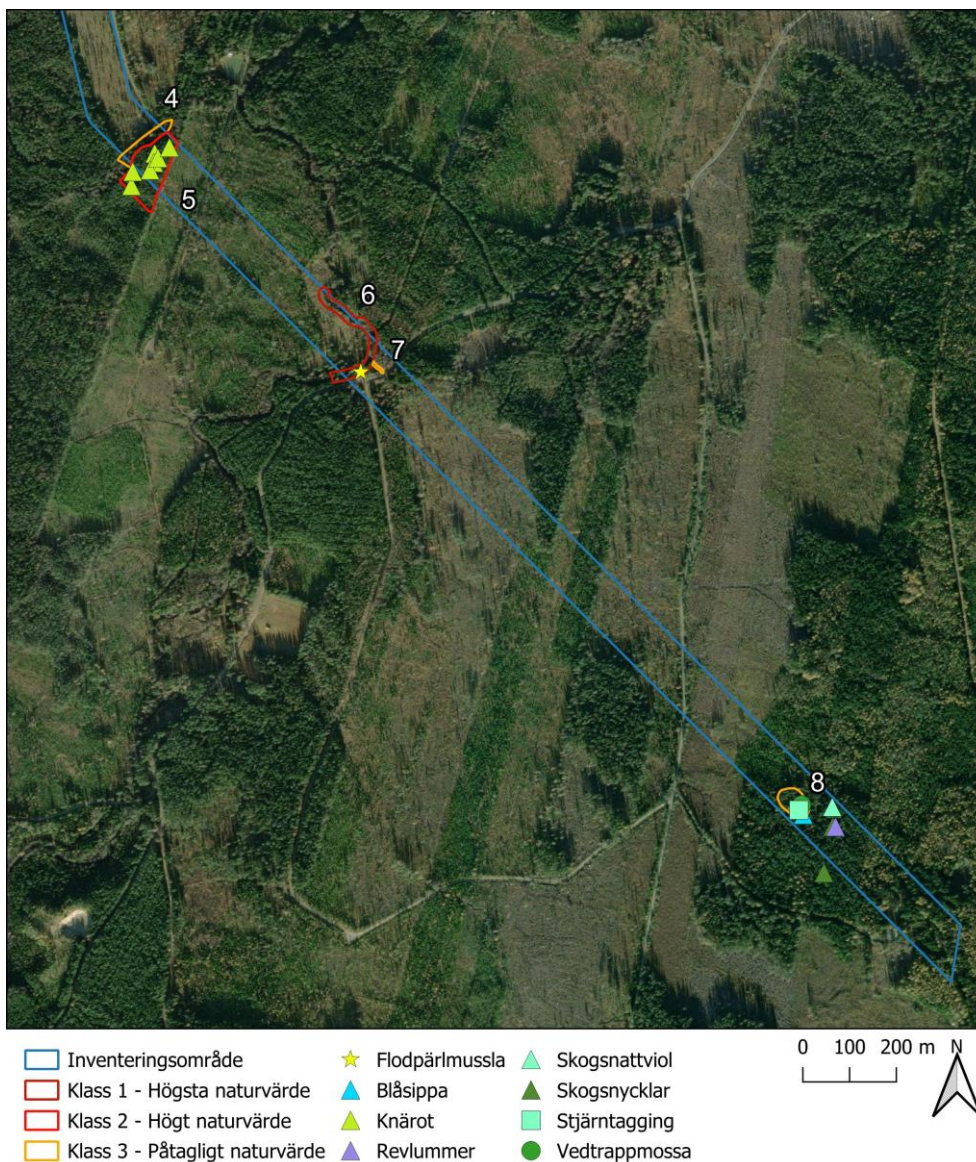 4
5
6
7
8
Inventeringsområde
Klass 1 - Högsta naturvärde
Klass 2 - Högt naturvärde
Klass 3 - Påtagligt naturvärde
Flodpärlmussla
Blåsippa
Knärot
Revlummer
Skogsnattviol
Skogsnycklar
Stjärntagging
Vedtrappmossa
0 100 200 m
N